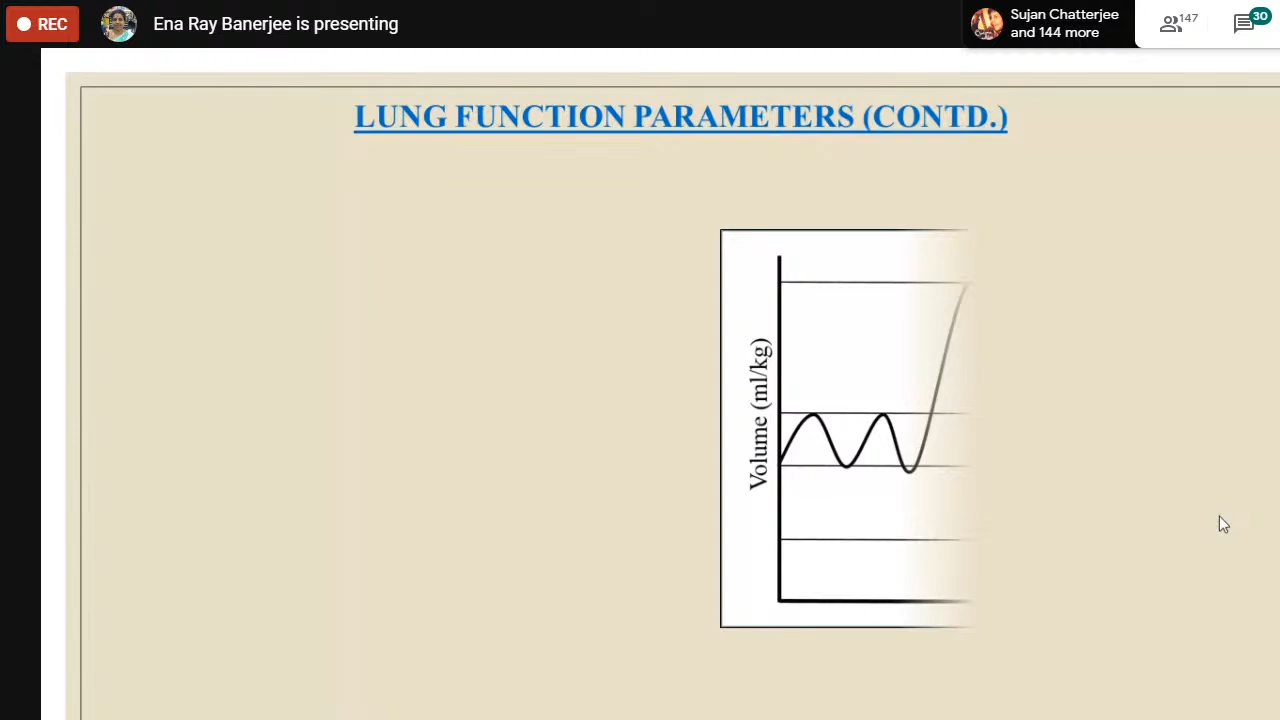 REC
Ena Ray Banerjee is presenting
Sujan Chatterjee
and 144 more
147
30
LUNG FUNCTION PARAMETERS (CONTD.)
Volume (ml/kg)